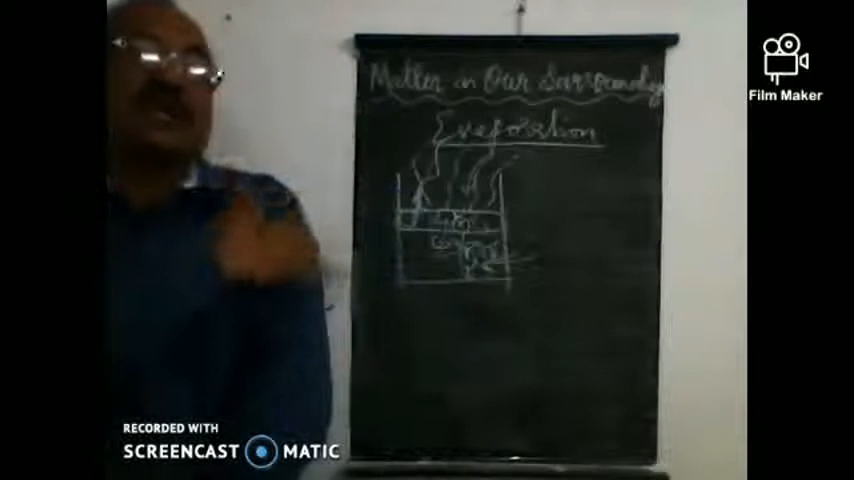 Matter in Our Surroundings
Evaporation
Film Maker
RECORDED WITH
SCREENCAST MATIC